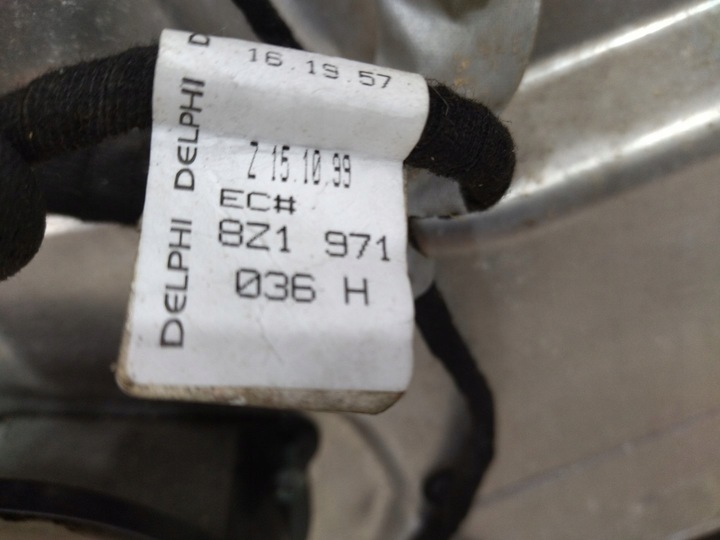 16.19.57
Z 15.10.99
EC#
8Z1 971
036 H
DELPHI DELPHI D